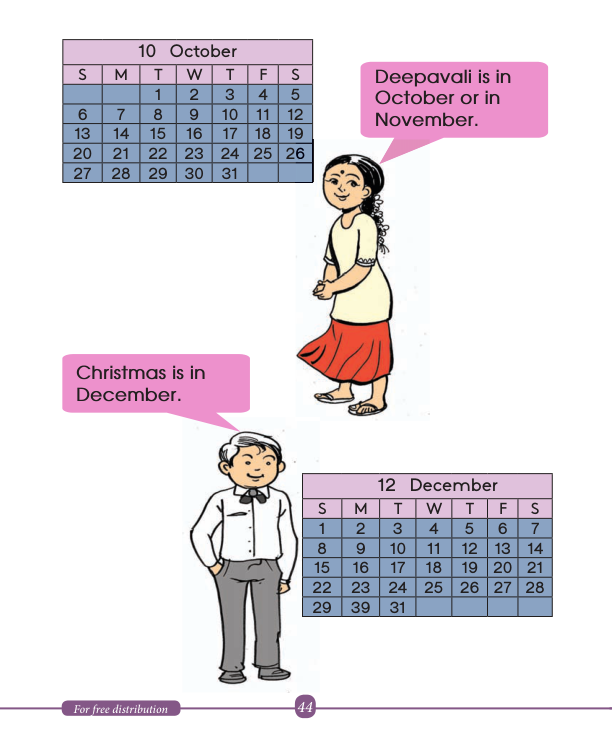 10 October
S M T W T F S
1 2 3 4 5
6 7 8 9 10 11 12
13 14 15 16 17 18 19
20 21 22 23 24 25 26
27 28 29 30 31
Deepavali is in
October or in
November.
Christmas is in
December.
12 December
S M T W T F S
1 2 3 4 5 6 7
8 9 10 11 12 13 14
15 16 17 18 19 20 21
22 23 24 25 26 27 28
29 39 31
For free distribution
44